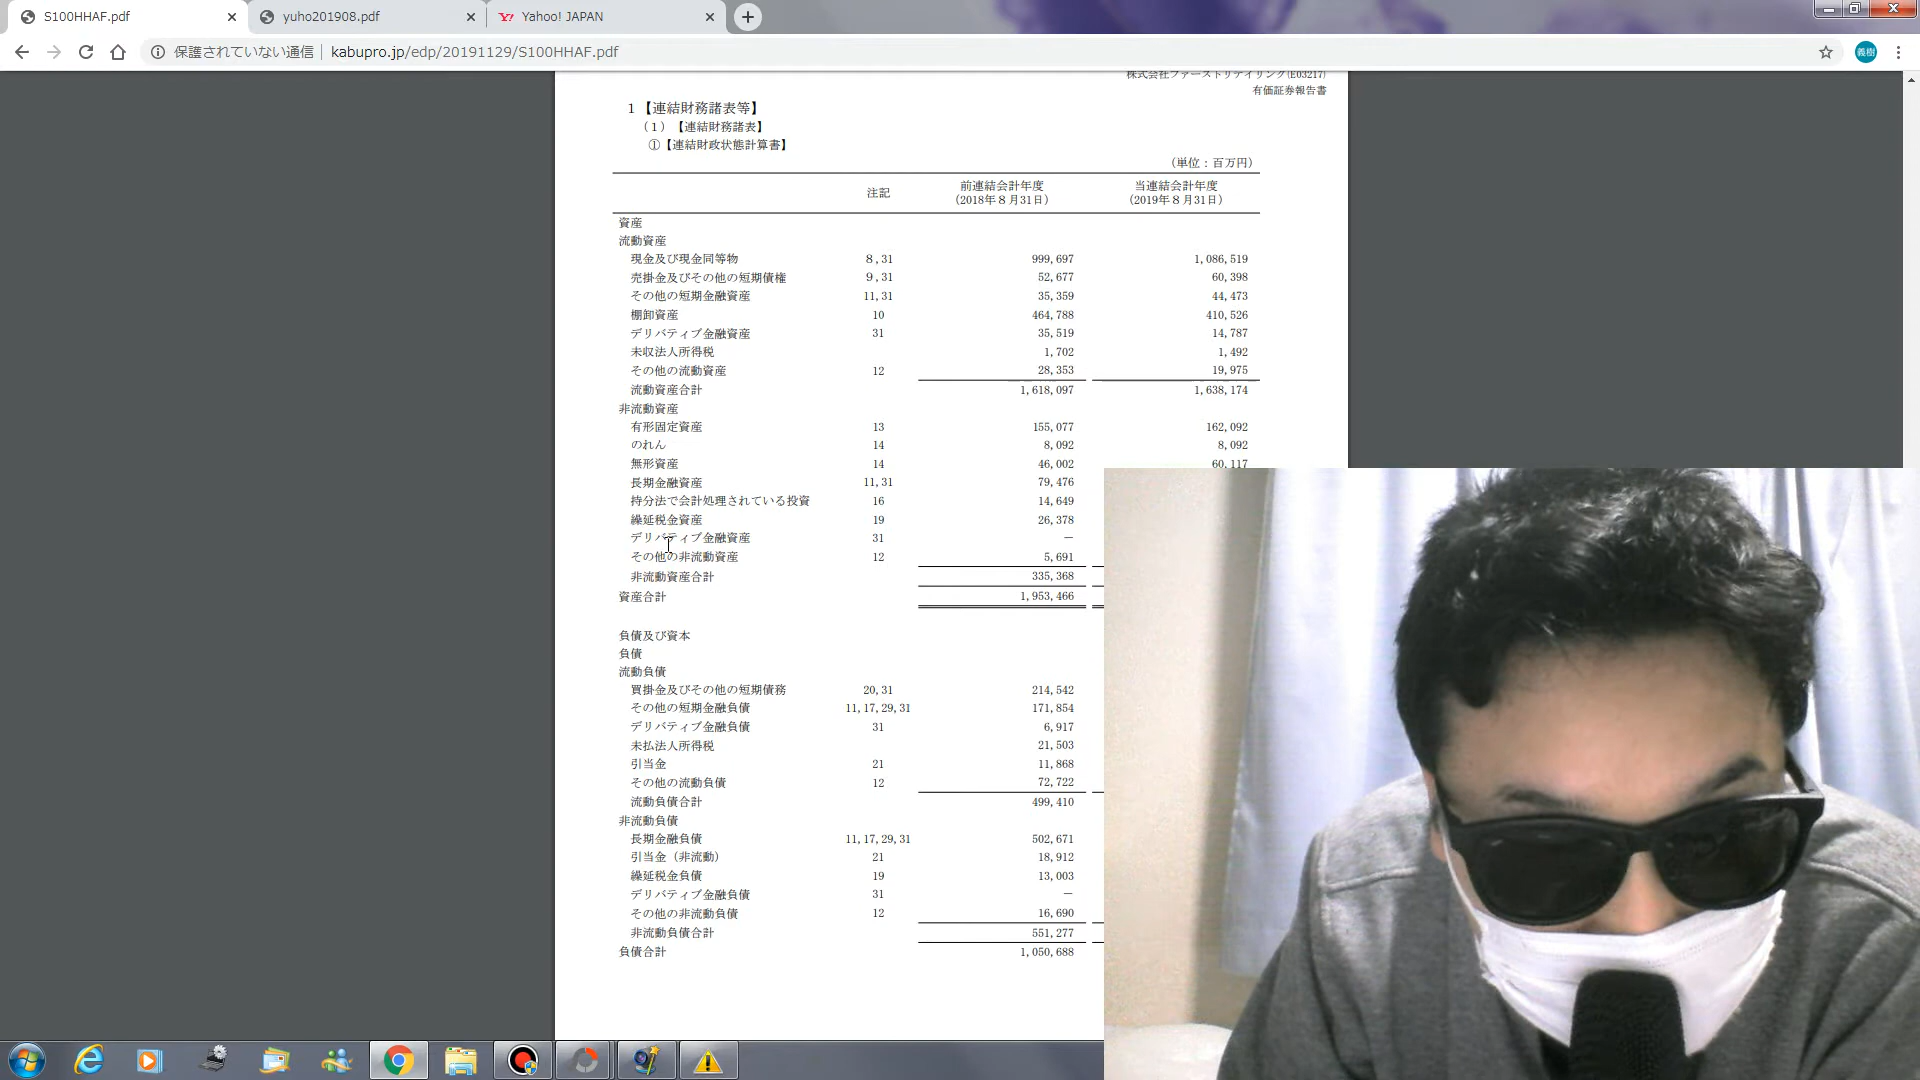 S100HHAF.pdf
yuho201908.pdf
Yahoo! JAPAN
保護されていない通信 | kabupro.jp/edp/20191129/S100HHAF.pdf
義樹
株式会社ファーストリテイリング(E03217)
有価証券報告書
1【連結財務諸表等】
（1）【連結財務諸表】
①【連結財政状態計算書】
（単位：百万円）
注記 前連結会計年度 (2018年８月31日) 当連結会計年度 (2019年８月31日)
資産
流動資産
現金及び現金同等物 8,31 999,697 1,086,519
売掛金及びその他の短期債権 9,31 52,677 60,398
その他の短期金融資産 11,31 35,359 44,473
棚卸資産 10 464,788 410,526
デリバティブ金融資産 31 35,519 14,787
未収法人所得税 1,702 1,492
その他の流動資産 12 28,353 19,975
流動資産合計 1,618,097 1,638,174
非流動資産
有形固定資産 13 155,077 162,092
のれん 14 8,092 8,092
無形資産 14 46,002 60,117
長期金融資産 11,31 79,476
持分法で会計処理されている投資 16 14,649
繰延税金資産 19 26,378
デリバティブ金融資産 31 －
その他の非流動資産 12 5,691
非流動資産合計 335,368
資産合計 1,953,466
負債及び資本
負債
流動負債
買掛金及びその他の短期債務 20,31 214,542
その他の短期金融負債 11,17,29,31 171,854
デリバティブ金融負債 31 6,917
未払法人所得税 21,503
引当金 21 11,868
その他の流動負債 12 72,722
流動負債合計 499,410
非流動負債
長期金融負債 11,17,29,31 502,671
引当金（非流動） 21 18,912
繰延税金負債 19 13,003
デリバティブ金融負債 31 －
その他の非流動負債 12 16,690
非流動負債合計 551,277
負債合計 1,050,688